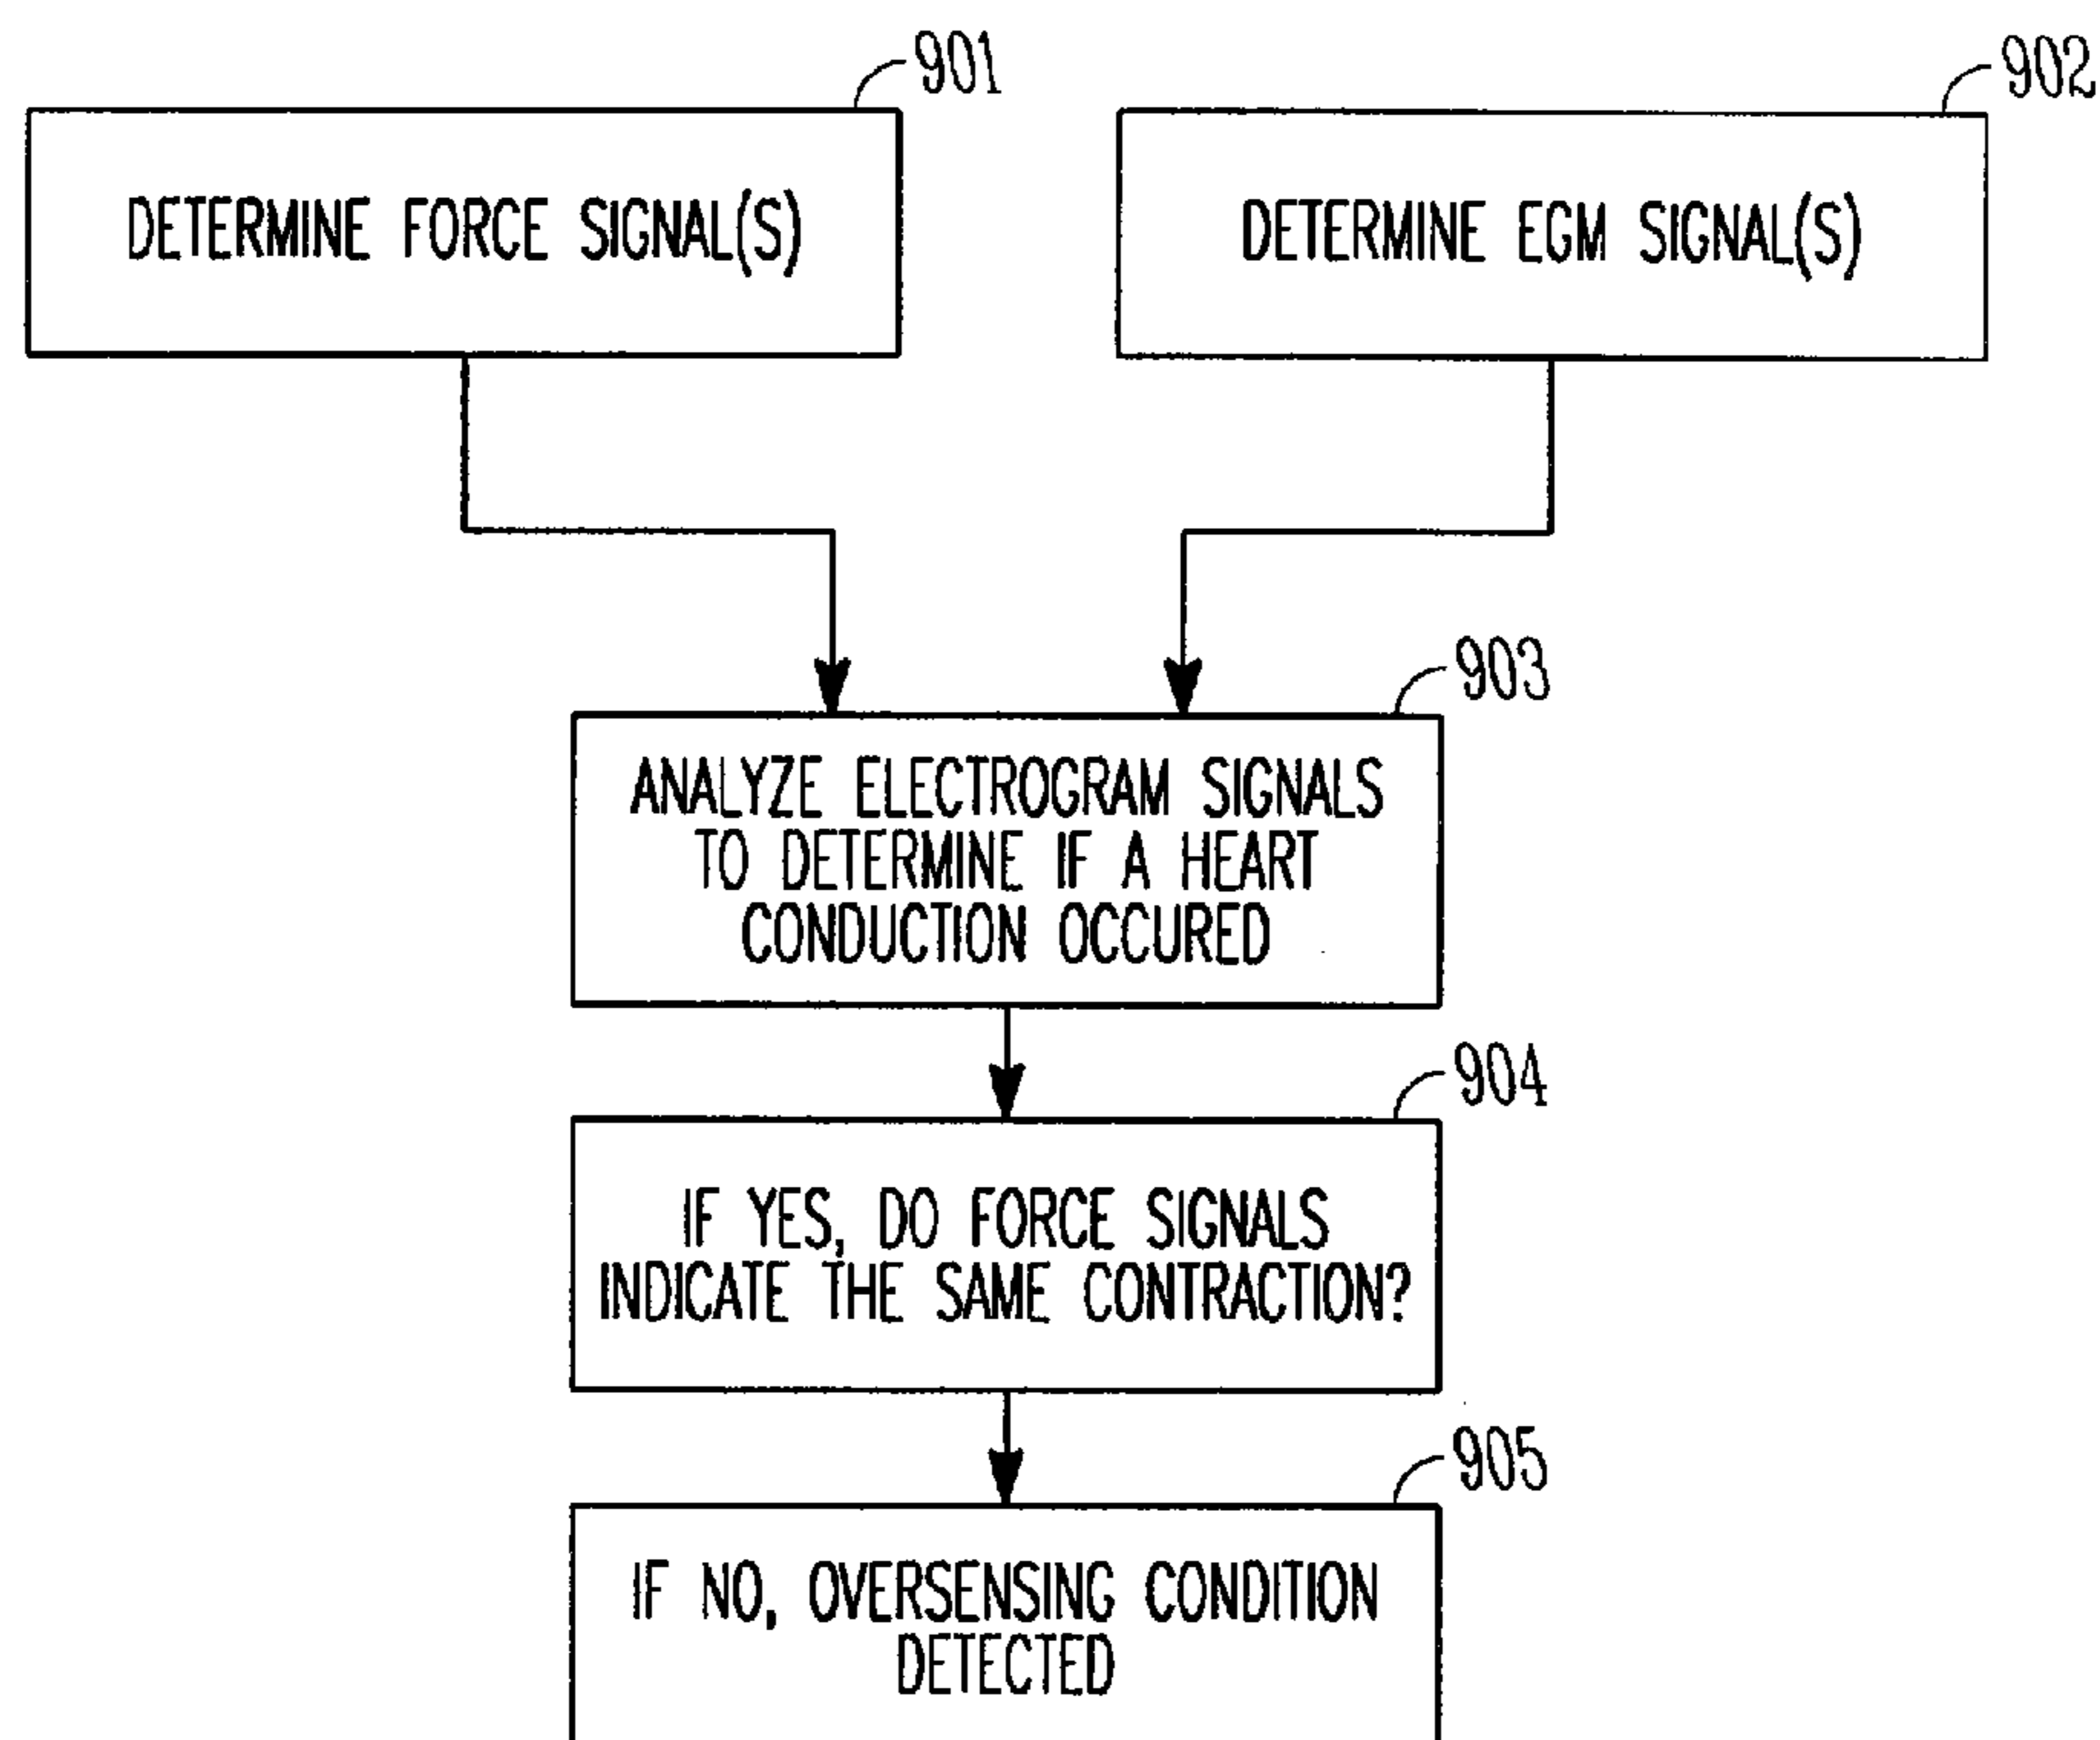 901
DETERMINE FORCE SIGNAL(S)
902
DETERMINE EGM SIGNAL(S)
903
ANALYZE ELECTROGRAM SIGNALS
TO DETERMINE IF A HEART
CONDUCTION OCCURED
904
IF YES, DO FORCE SIGNALS
INDICATE THE SAME CONTRACTION?
905
IF NO, OVERSENSING CONDITION
DETECTED